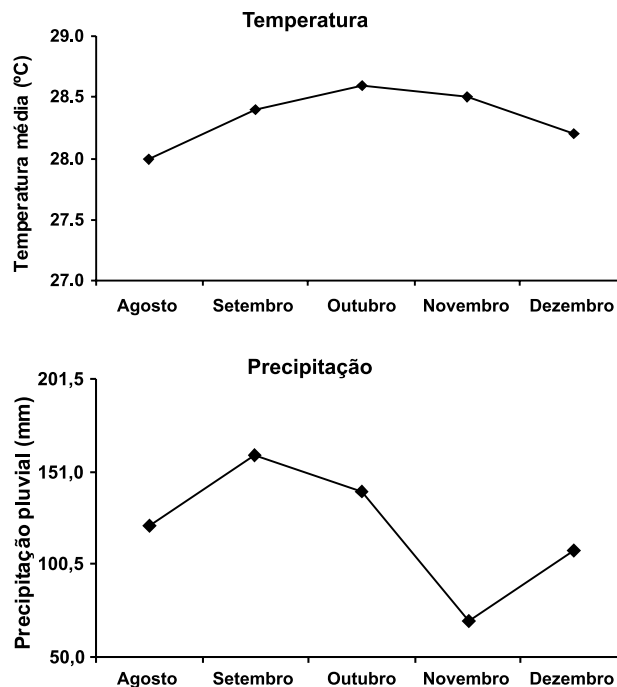 Temperatura
Temperatura média (ºC)
29.0
28.5
28.0
27.5
27.0
Agosto Setembro Outubro Novembro Dezembro
Precipitação
Precipitação pluvial (mm)
201,5
151,0
100,5
50,0
Agosto Setembro Outubro Novembro Dezembro